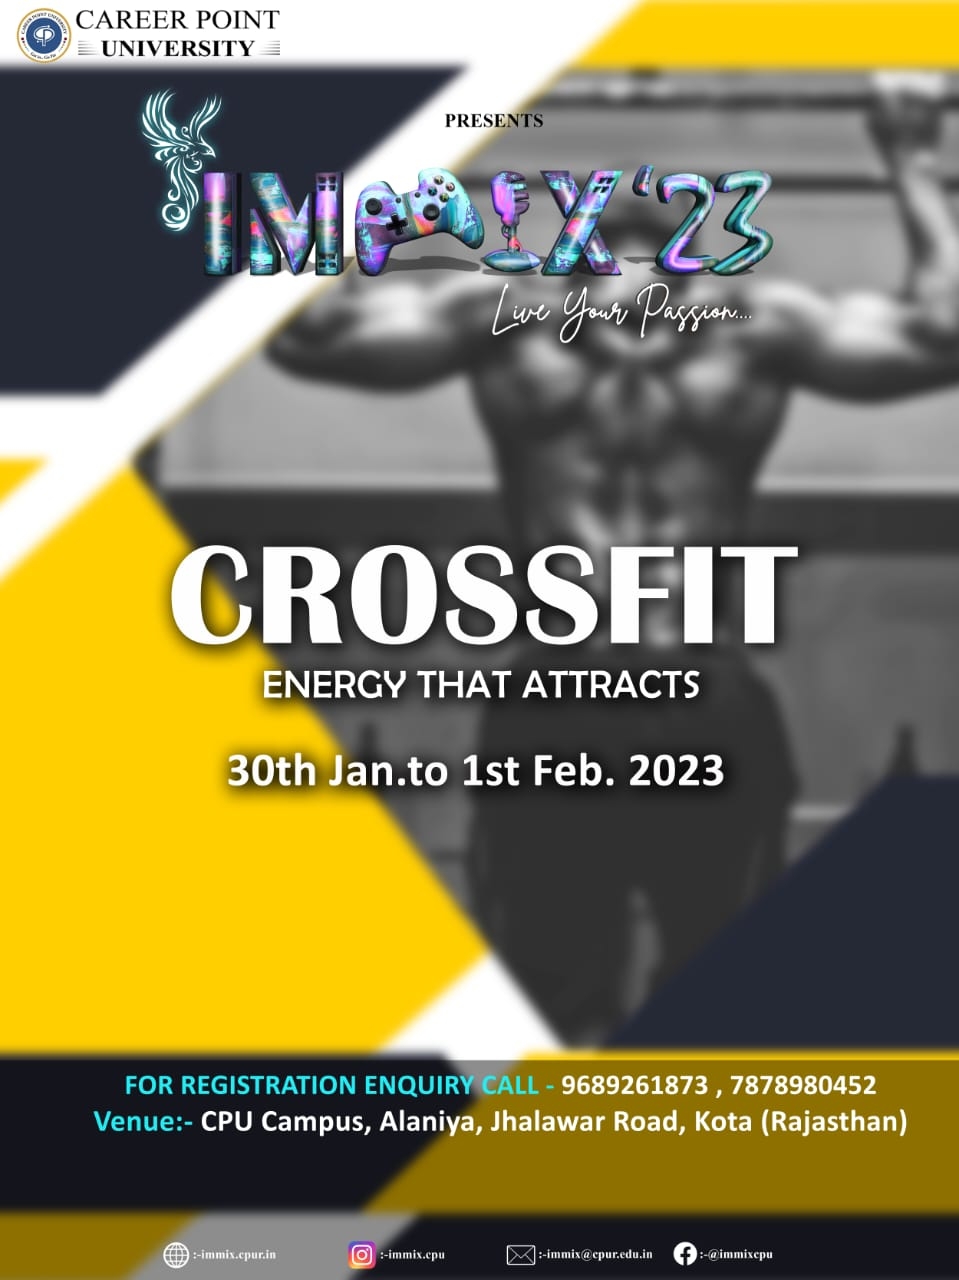 CAREER POINT
UNIVERSITY
PRESENTS
IMMIX'23
Live Your Passion....
CROSSFIT
ENERGY THAT ATTRACTS
30th Jan.to 1st Feb. 2023
FOR REGISTRATION ENQUIRY CALL - 9689261873 , 7878980452
Venue:- CPU Campus, Alaniya, Jhalawar Road, Kota (Rajasthan)
:-immix.cpur.in :-immix.cpu :-immix@cpur.edu.in :-@immixcpu